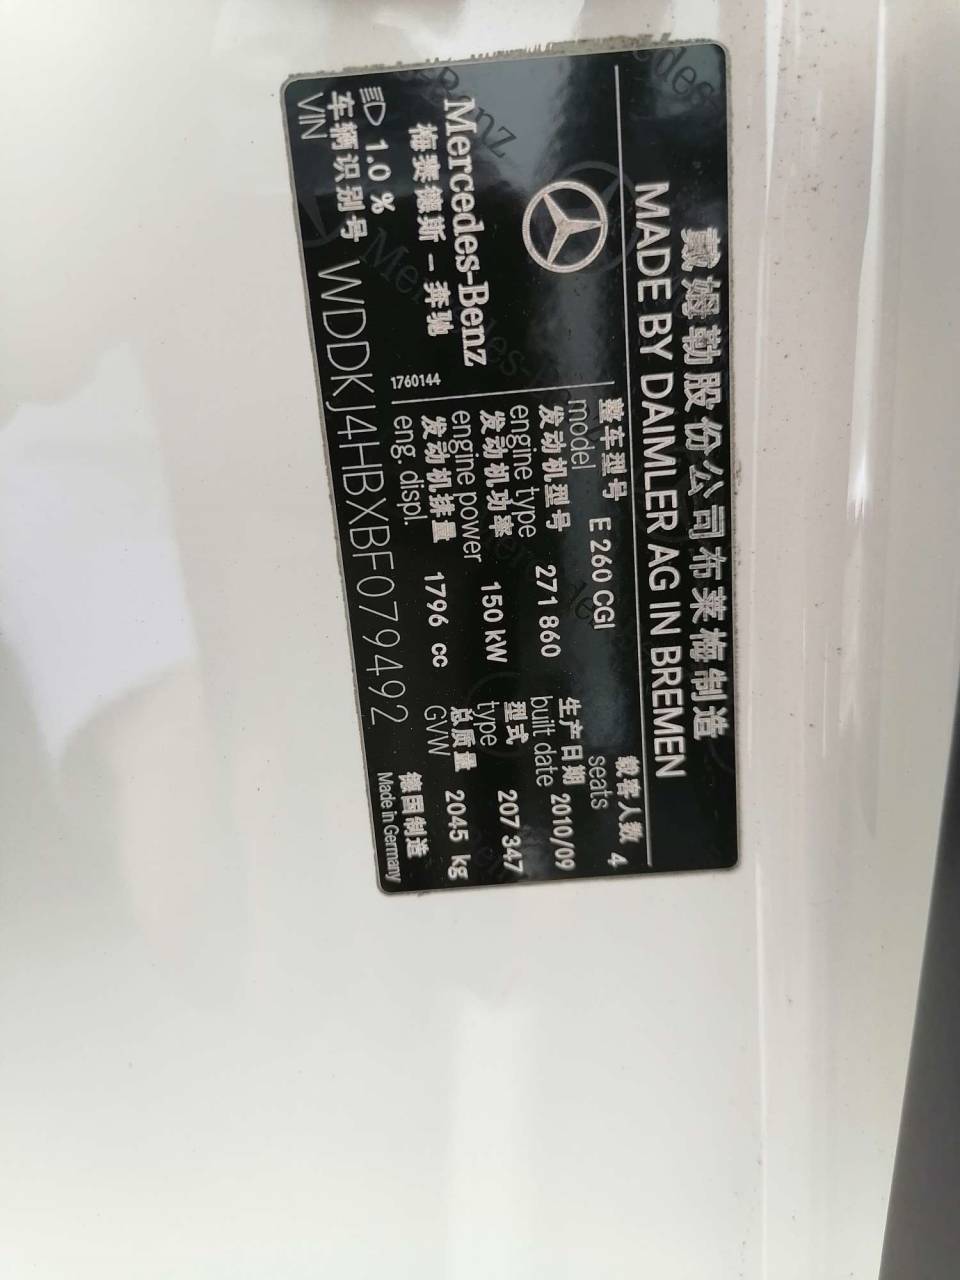 戴姆勒股份公司布莱梅制造
MADE BY DAIMLER AG IN BREMEN
Mercedes-Benz
梅赛德斯-奔驰
1.0 %
1760144
整车型号
model
E 260 CGI
载客人数
seats
4
发动机型号
engine type
271 860
生产日期
built date
2010/09
发动机功率
engine power
150 kW
型式
type
207 347
发动机排量
eng. displ.
1796 cc
总质量
GVW
2045 kg
车辆识别号
VIN
WDDKJ4HBXBF079492
德国制造
Made in Germany